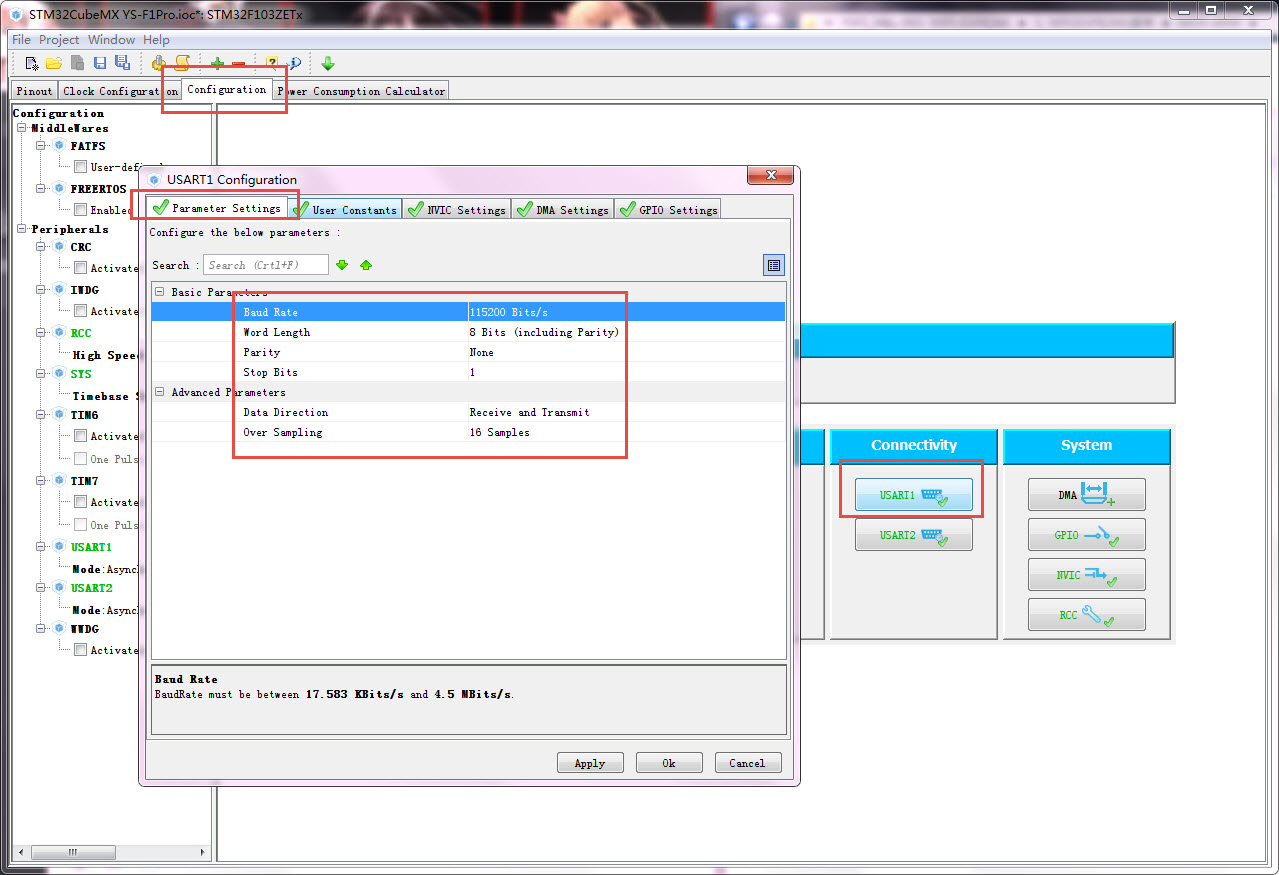 STM32CubeMX YS-F1Pro.ioc*: STM32F103ZETx
File Project Window Help
Pinout
Clock Configuration
Configuration
Power Consumption Calculator
Configuration
MiddleWares
FATFS
User-defi
FREERTOS
Enabled
Peripherals
CRC
Activate
IWDG
Activate
RCC
High Speed
SYS
Timebase S
TIM6
Activate
One Puls
TIM7
Activate
One Puls
USART1
Mode:Async
USART2
Mode:Async
WWDG
Activate
USART1 Configuration
Parameter Settings
User Constants
NVIC Settings
DMA Settings
GPIO Settings
Configure the below parameters :
Search : Search (Crtl+F)
Basic Parameters
Baud Rate 115200 Bits/s
Word Length 8 Bits (including Parity)
Parity None
Stop Bits 1
Advanced Parameters
Data Direction Receive and Transmit
Over Sampling 16 Samples
Baud Rate
BaudRate must be between 17.583 KBits/s and 4.5 MBits/s.
Apply
Ok
Cancel
Connectivity
USART1
USART2
System
DMA
GPIO
NVIC
RCC